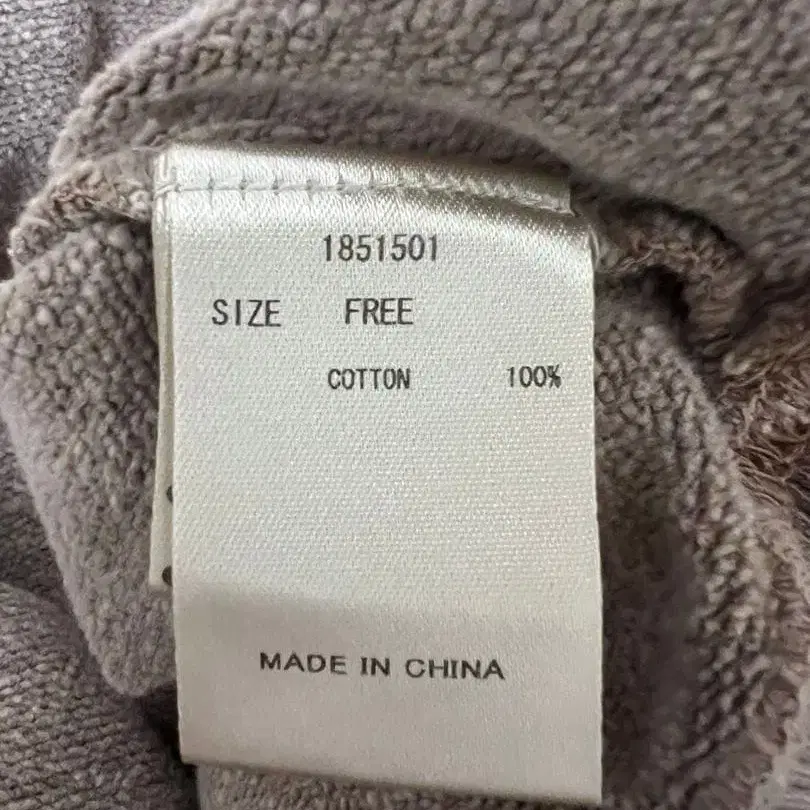 1851501
SIZE FREE
COTTON 100%
MADE IN CHINA